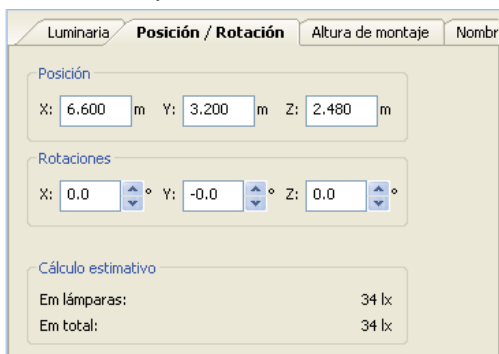 Luminaria Posición / Rotación Altura de montaje Nombr
Posición
X: 6.600 m Y: 3.200 m Z: 2.480 m
Rotaciones
X: 0.0 ° Y: -0.0 ° Z: 0.0 °
Cálculo estimativo
Em lámparas: 34 lx
Em total: 34 lx